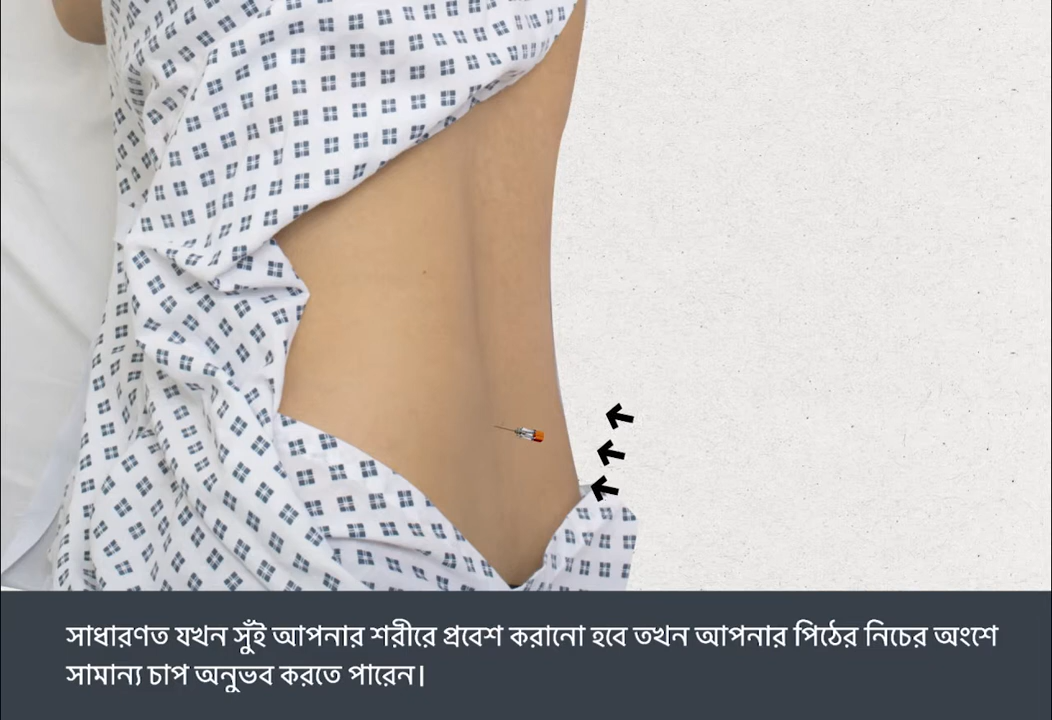 সাধারণত যখন সুঁই আপনার শরীরে প্রবেশ করানো হবে তখন আপনার পিঠের নিচের অংশে
সামান্য চাপ অনুভব করতে পারেন।